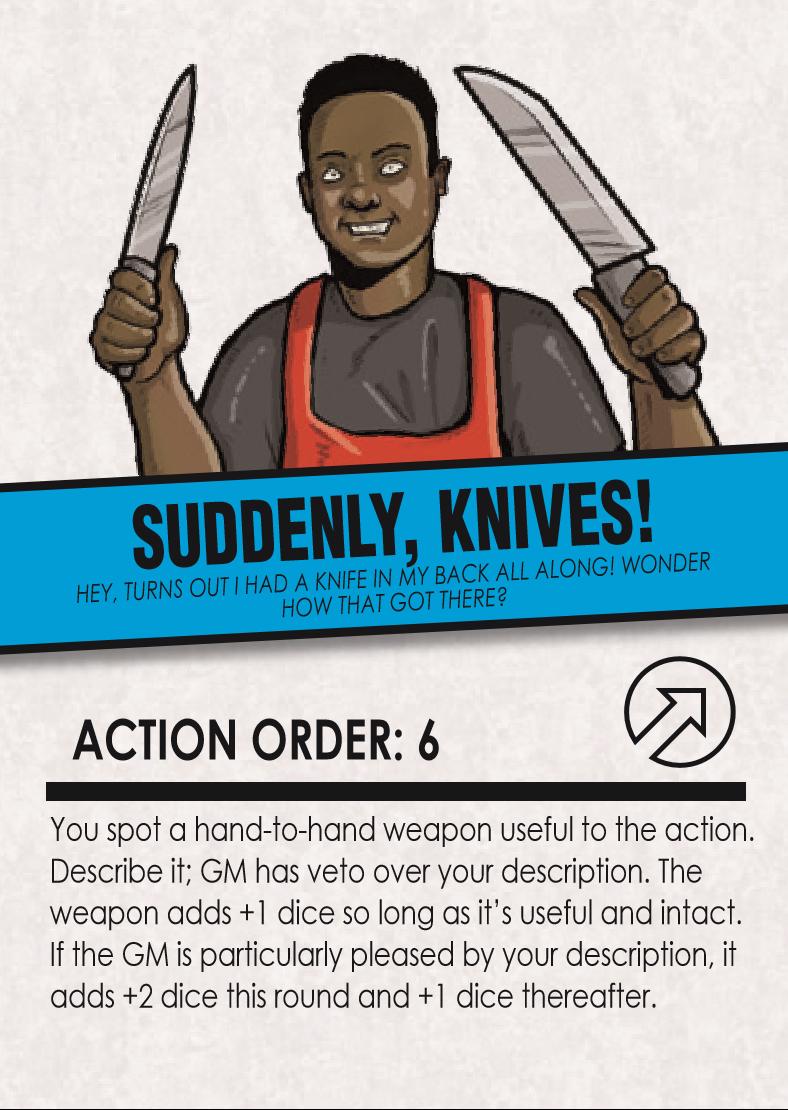 SUDDENLY, KNIVES!
HEY, TURNS OUT I HAD A KNIFE IN MY BACK ALL ALONG! WONDER
HOW THAT GOT THERE?
ACTION ORDER: 6
You spot a hand-to-hand weapon useful to the action.
Describe it; GM has veto over your description. The
weapon adds +1 dice so long as it’s useful and intact.
If the GM is particularly pleased by your description, it
adds +2 dice this round and +1 dice thereafter.